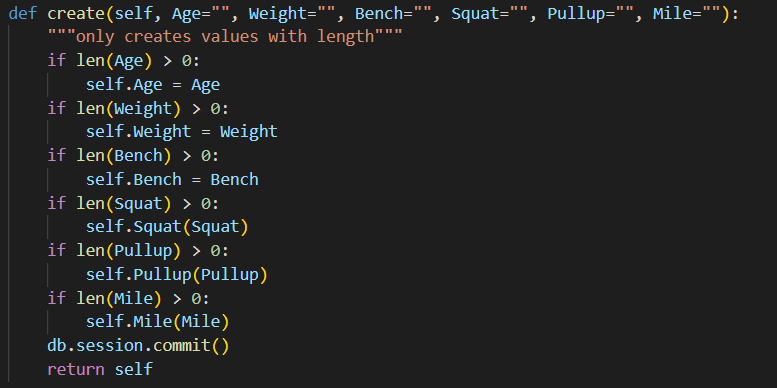 def create(self, Age="", Weight="", Bench="", Squat="", Pullup="", Mile=""):
    """only creates values with length"""
    if len(Age) > 0:
        self.Age = Age
    if len(Weight) > 0:
        self.Weight = Weight
    if len(Bench) > 0:
        self.Bench = Bench
    if len(Squat) > 0:
        self.Squat(Squat)
    if len(Pullup) > 0:
        self.Pullup(Pullup)
    if len(Mile) > 0:
        self.Mile(Mile)
    db.session.commit()
    return self